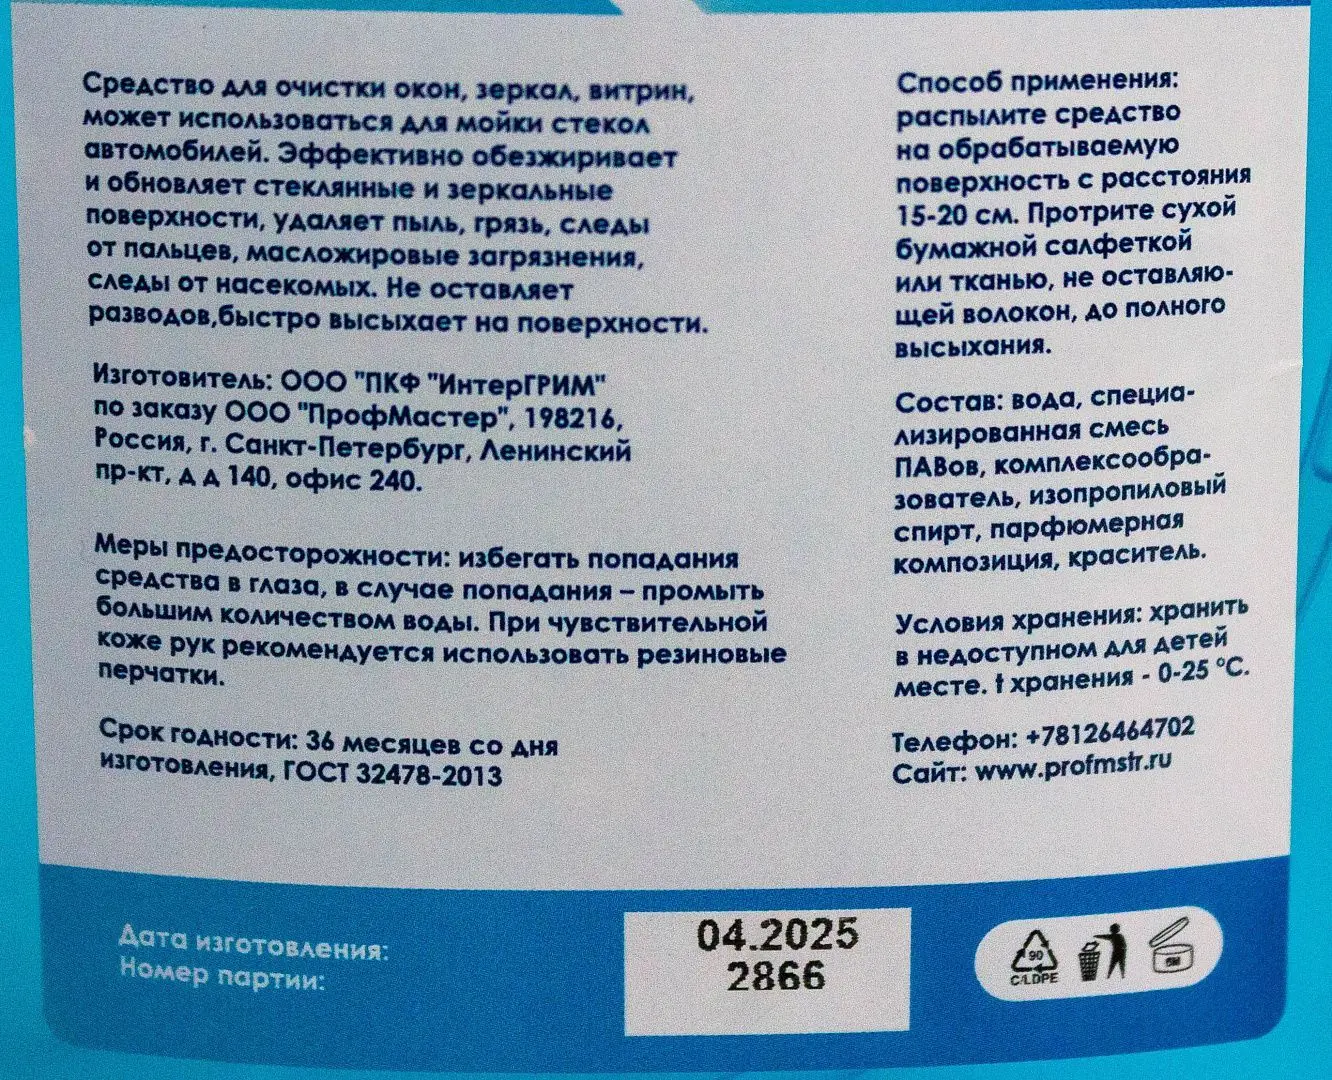 Средство для очистки окон, зеркал, витрин,
может использоваться для мойки стекол
автомобилей. Эффективно обезжиривает
и обновляет стеклянные и зеркальные
поверхности, удаляет пыль, грязь, следы
от пальцев, масложировые загрязнения,
следы от насекомых. Не оставляет
разводов,быстро высыхает на поверхности.
Изготовитель: ООО "ПКФ "ИнтерГРИМ"
по заказу ООО "ПрофМастер", 198216,
Россия, г. Санкт-Петербург, Ленинский
пр-кт, д д 140, офис 240.
Меры предосторожности: избегать попадания
средства в глаза, в случае попадания – промыть
большим количеством воды. При чувствительной
коже рук рекомендуется использовать резиновые
перчатки.
Срок годности: 36 месяцев со дня
изготовления, ГОСТ 32478-2013
Способ применения:
распылите средство
на обрабатываемую
поверхность с расстояния
15-20 см. Протрите сухой
бумажной салфеткой
или тканью, не оставляю-
щей волокон, до полного
высыхания.
Состав: вода, специа-
лизированная смесь
ПАВов, комплексообра-
зователь, изопропиловый
спирт, парфюмерная
композиция, краситель.
Условия хранения: хранить
в недоступном для детей
месте. t хранения - 0-25 °С.
Телефон: +78126464702
Сайт: www.profmstr.ru
Дата изготовления:
Номер партии:
04.2025
2866
90
C/LDPE